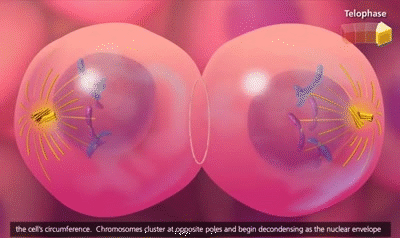 Telophase
the cell's circumference. Chromosomes cluster at opposite poles and begin decondensing as the nuclear envelope